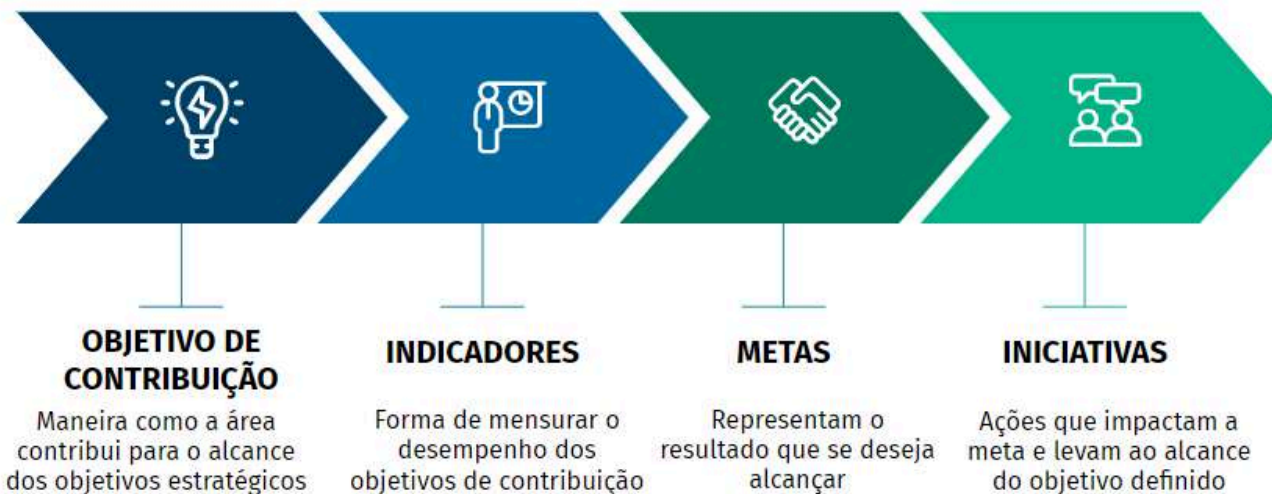 OBJETIVO DE
CONTRIBUIÇÃO
Maneira como a área
contribui para o alcance
dos objetivos estratégicos
INDICADORES
Forma de mensurar o
desempenho dos
objetivos de contribuição
METAS
Representam o
resultado que se deseja
alcançar
INICIATIVAS
Ações que impactam a
meta e levam ao alcance
do objetivo definido